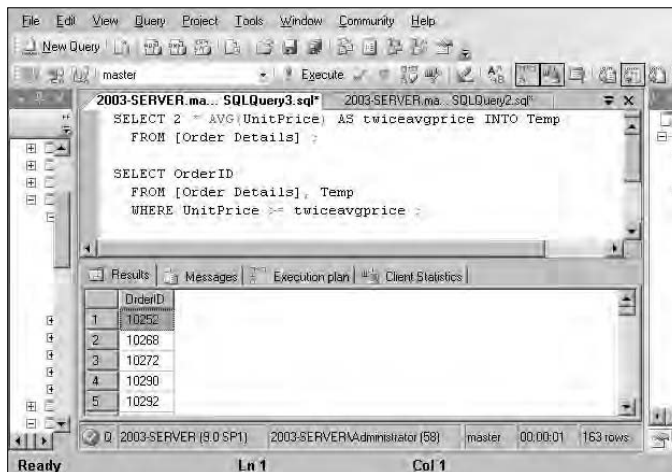 File Edit View Query Project Tools Window Community Help
New Query
master Execute
2003-SERVER.ma... SQLQuery3.sql* 2003-SERVER.ma... SQLQuery2.sql*
SELECT 2 * AVG(UnitPrice) AS twiceavgprice INTO Temp
FROM [Order Details] ;
SELECT OrderID
FROM [Order Details], Temp
WHERE UnitPrice >= twiceavgprice ;
Results Messages Execution plan Client Statistics
OrderID
1 10252
2 10268
3 10272
4 10290
5 10292
2003-SERVER (9.0 SP1) 2003-SERVER\Administrator (58) master 00:00:01 163 rows
Ready Ln 1 Col 1